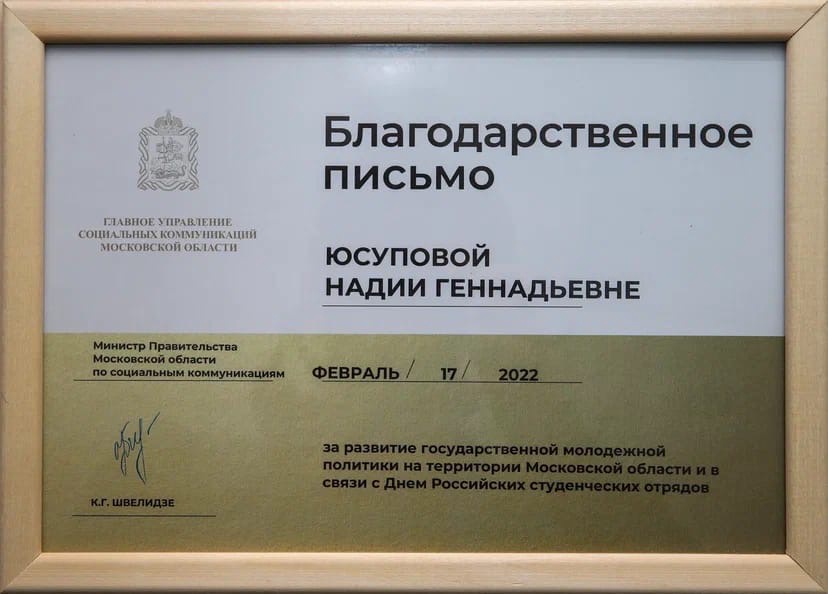 Благодарственное
письмо
ГЛАВНОЕ УПРАВЛЕНИЕ
СОЦИАЛЬНЫХ КОММУНИКАЦИЙ
МОСКОВСКОЙ ОБЛАСТИ
ЮСУПОВОЙ
НАДИИ ГЕННАДЬЕВНЕ
Министр Правительства
Московской области
по социальным коммуникациям
ФЕВРАЛЬ / 17 / 2022
за развитие государственной молодежной
политики на территории Московской области и в
связи с Днем Российских студенческих отрядов
К.Г. ШВЕЛИДЗЕ